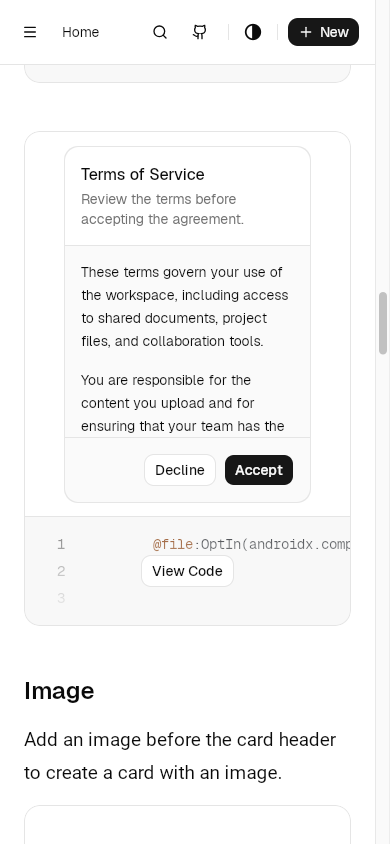 Home
New
Terms of Service
Review the terms before
accepting the agreement.
These terms govern your use of
the workspace, including access
to shared documents, project
files, and collaboration tools.
You are responsible for the
content you upload and for
ensuring that your team has the
Decline
Accept
1 @file:OptIn(androidx.comp
2
View Code
3
Image
Add an image before the card header
to create a card with an image.